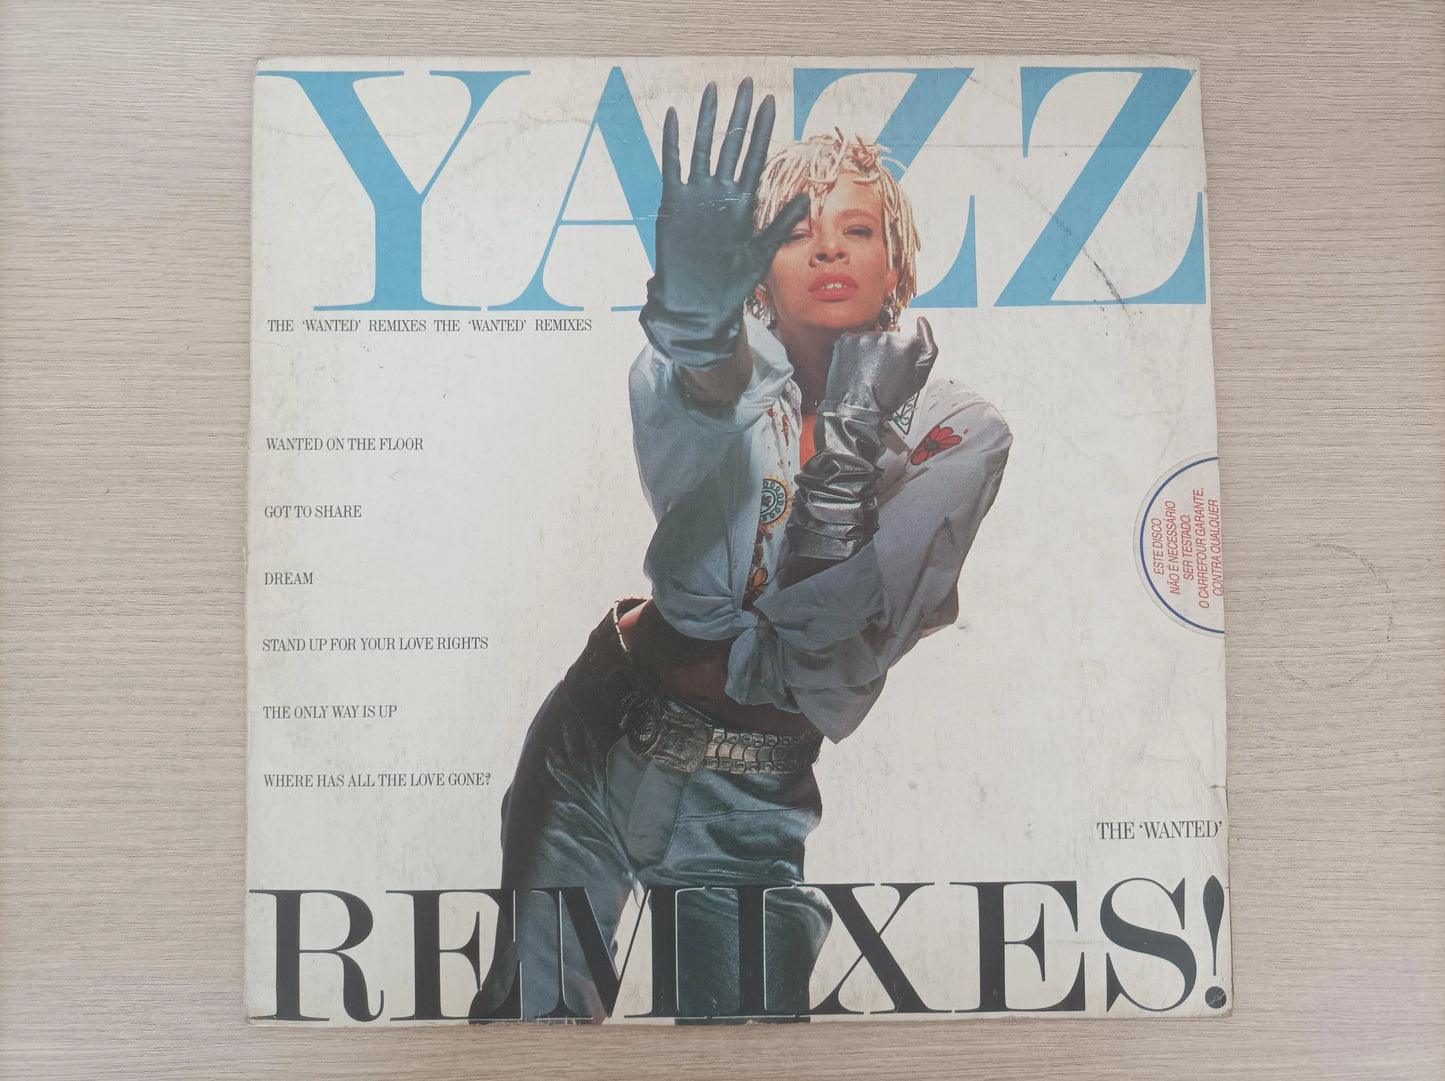 YAZZ
THE ‘WANTED’ REMIXES THE ‘WANTED’ REMIXES
WANTED ON THE FLOOR
GOT TO SHARE
DREAM
STAND UP FOR YOUR LOVE RIGHTS
THE ONLY WAY IS UP
WHERE HAS ALL THE LOVE GONE?
ESTE DISCO
NÃO É NECESSÁRIO
SER TESTADO.
O CARREFOUR GARANTE,
CONTRA QUALQUER
THE ‘WANTED’
REMIXES!